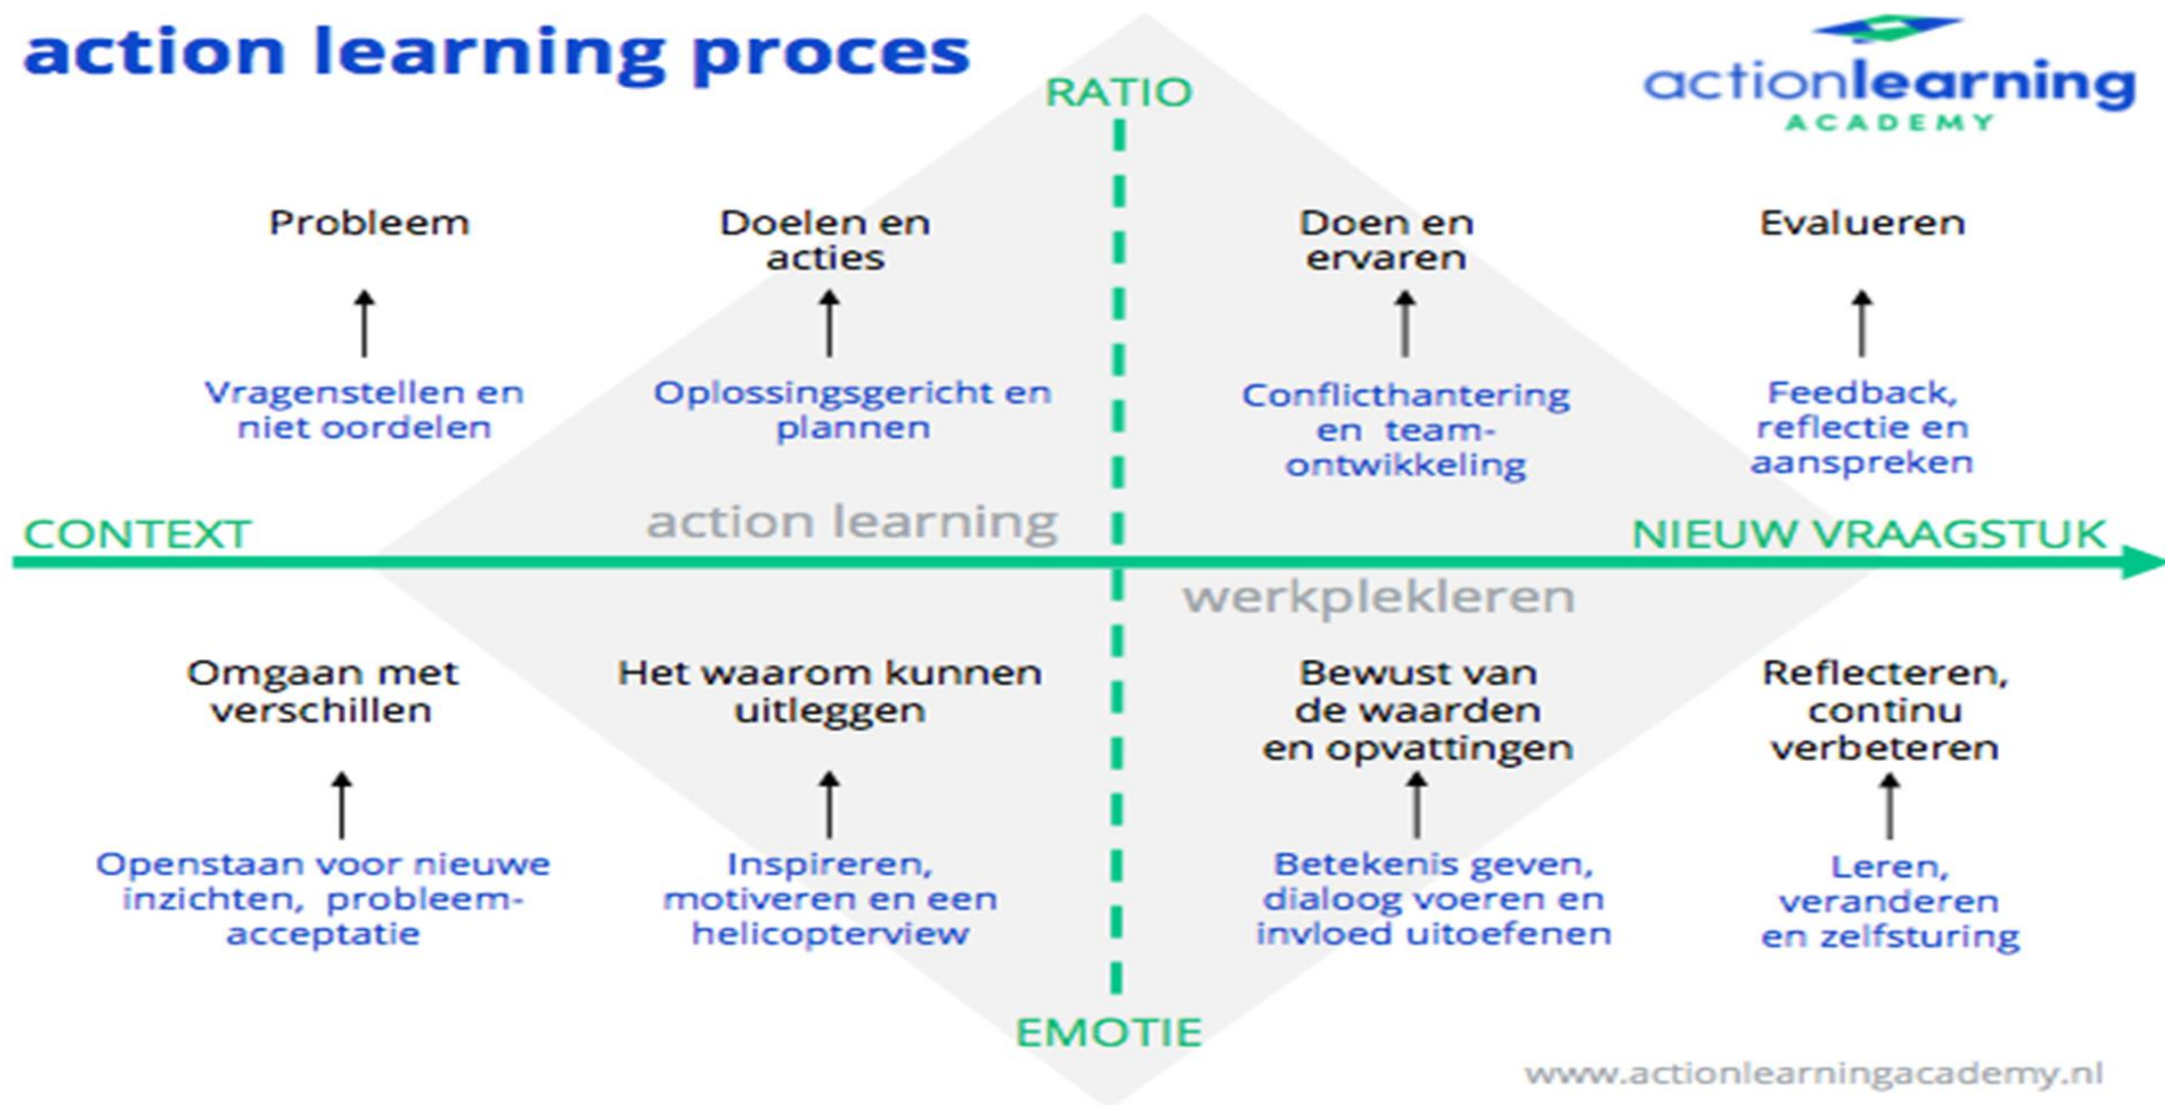 action learning proces
actionlearning
ACADEMY
RATIO
Probleem
Doelen en
acties
Doen en
ervaren
Evalueren
Vragenstellen en
niet oordelen
Oplossingsgericht en
plannen
Conflicthantering
en team-
ontwikkeling
Feedback,
reflectie en
aanspreken
CONTEXT
action learning
NIEUW VRAAGSTUK
werkplekleren
Omgaan met
verschillen
Het waarom kunnen
uitleggen
Bewust van
de waarden
en opvattingen
Reflecteren,
continu
verbeteren
Openstaan voor nieuwe
inzichten, probleem-
acceptatie
Inspireren,
motiveren en een
helicopterview
Betekenis geven,
dialoog voeren en
invloed uitoefenen
Leren,
veranderen
en zelfsturing
EMOTIE
www.actionlearningacademy.nl